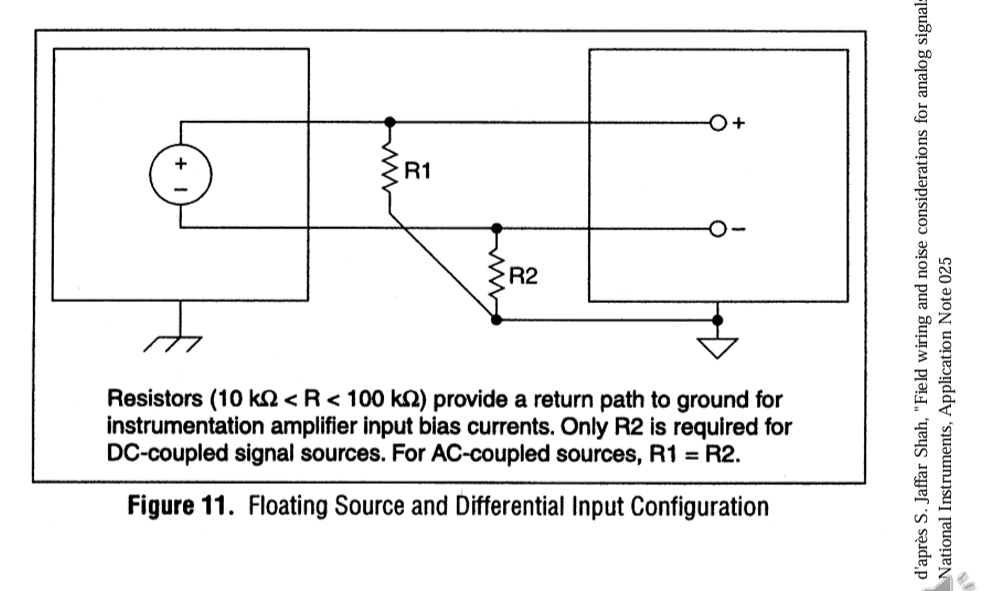 +
−
R1
R2
+
−
Resistors (10 kΩ < R < 100 kΩ) provide a return path to ground for
instrumentation amplifier input bias currents. Only R2 is required for
DC-coupled signal sources. For AC-coupled sources, R1 = R2.
Figure 11. Floating Source and Differential Input Configuration
d'après S. Jaffar Shah, "Field wiring and noise considerations for analog signals
National Instruments, Application Note 025